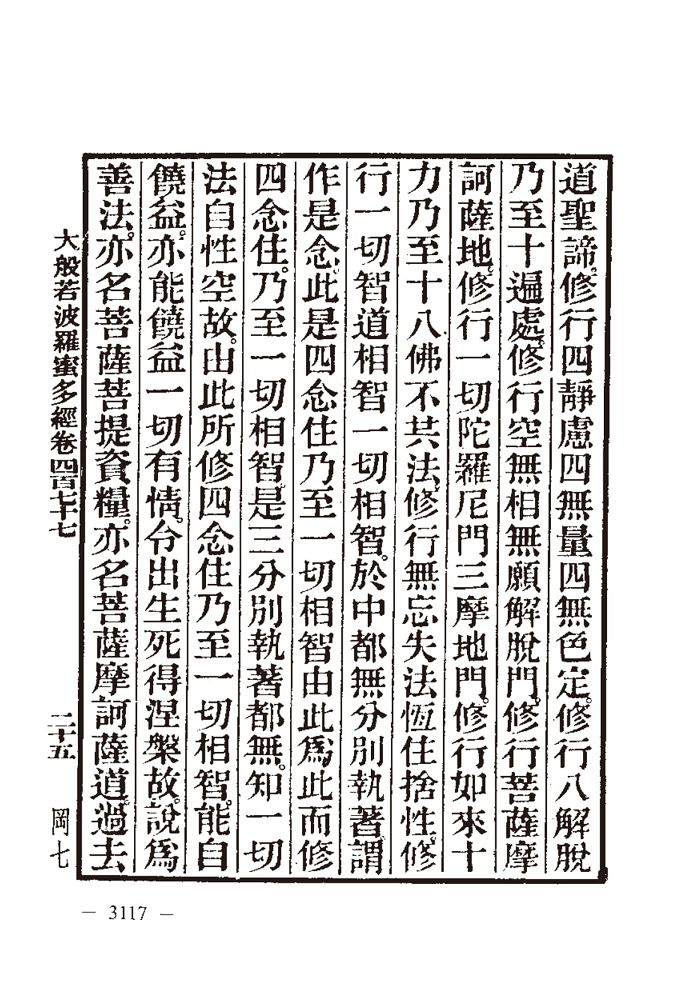 道聖諦。修行四靜慮四無量四無色定。修行八解脫
乃至十遍處。修行空無相無願解脫門。修行菩薩摩
訶薩地。修行一切陀羅尼門三摩地門。修行如來十
力乃至十八佛不共法。修行無忘失法恆住捨性。修
行一切智道相智一切相智。於中都無分別執著。謂
作是念。此是四念住乃至一切相智由此為此而修
四念住。乃至一切相智。是三分別執著都無。知一切
法自性空故。由此所修四念住乃至一切相智。能自
饒益。亦能饒益一切有情。令出生死得涅槃故。說為
善法。亦名菩薩菩提資糧。亦名菩薩摩訶薩道。過去
大般若波羅蜜多經卷四百七十七
二十五
岡七
— 3117 —